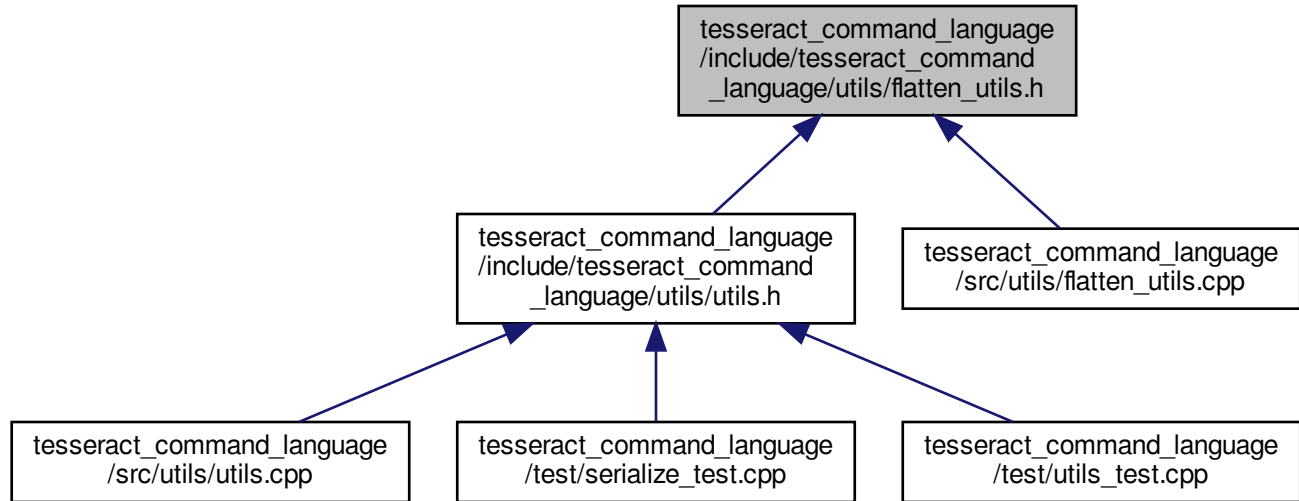 tesseract_command_language
/include/tesseract_command
_language/utils/flatten_utils.h
tesseract_command_language
/include/tesseract_command
_language/utils/utils.h
tesseract_command_language
/src/utils/flatten_utils.cpp
tesseract_command_language
/src/utils/utils.cpp
tesseract_command_language
/test/serialize_test.cpp
tesseract_command_language
/test/utils_test.cpp